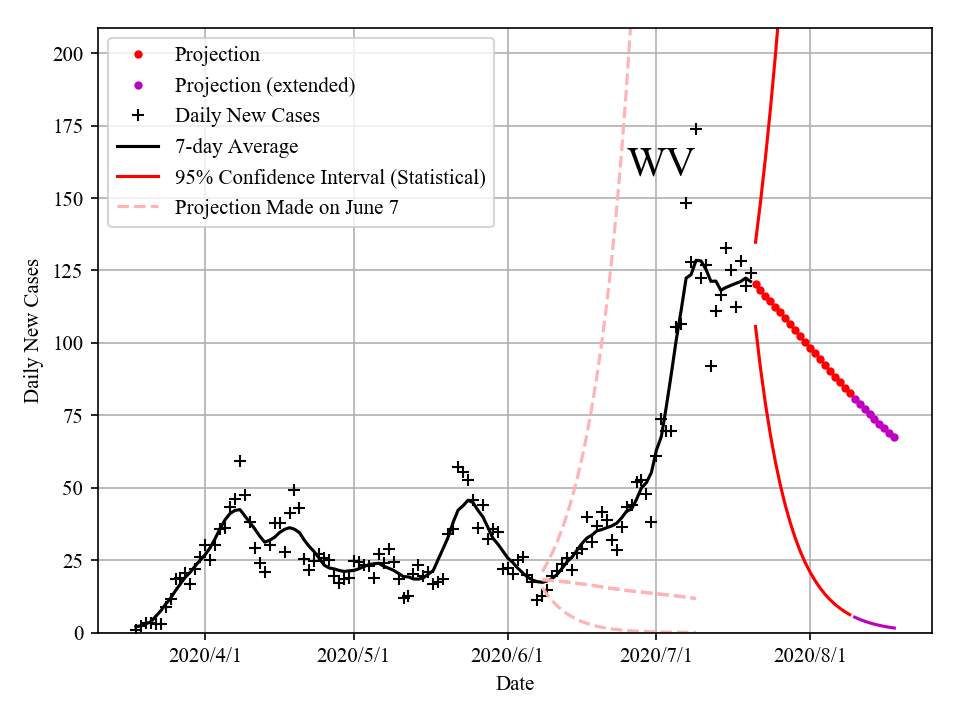 200
175
150
125
100
75
50
25
0
Daily New Cases
Projection
Projection (extended)
Daily New Cases
7-day Average
95% Confidence Interval (Statistical)
Projection Made on June 7
WV
2020/4/1 2020/5/1 2020/6/1 2020/7/1 2020/8/1
Date